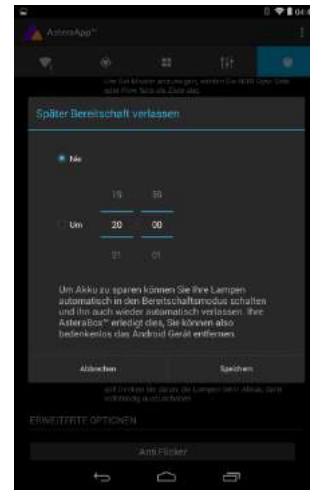 04:4
AsteraApp™
Später Bereitschaft verlassen
Nie
19 59
Um 20 00
21 01
Um Akku zu sparen können Sie Ihre Lampen
automatisch in den Bereitschaftsmodus schalten
und ihn auch wieder automatisch verlassen. Ihre
AsteraBox™ erledigt dies, Sie können also
bedenkenlos das Android Gerät entfernen.
Abbrechen Speichern
ERWEITERTE OPTIONEN
Anti Flicker